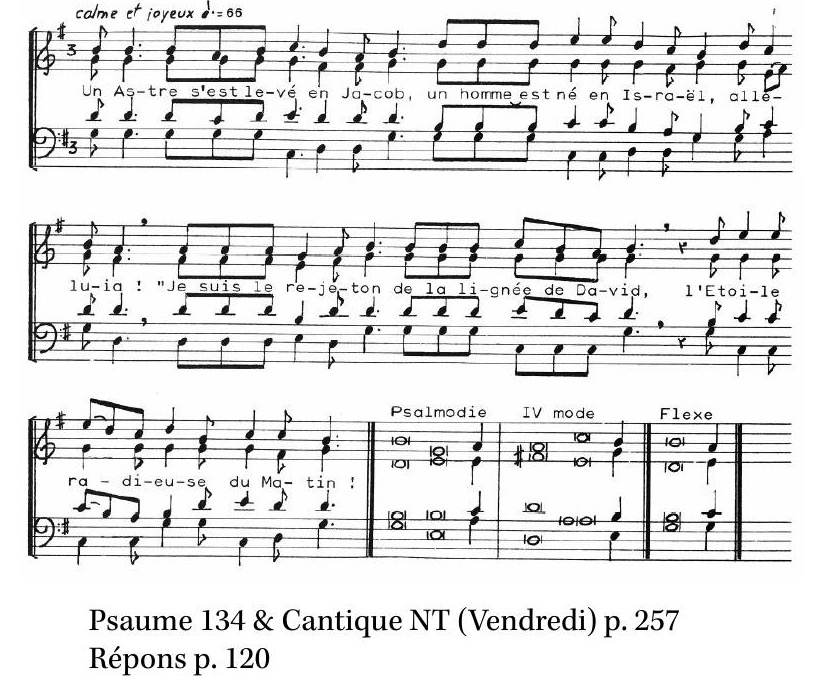 calme et joyeux ♩.=66
3
Un As-tre s'est le-vé en Ja-cob, un homme est né en Is-ra-ël, allé-
3
lu-ia ! "Je suis le re-je-ton de la li-gnée de Da-vid, l'Etoi-le
Psalmodie IV mode Flexe
ra - di-eu-se du Ma- tin !
Psaume 134 & Cantique NT (Vendredi) p. 257
Répons p. 120